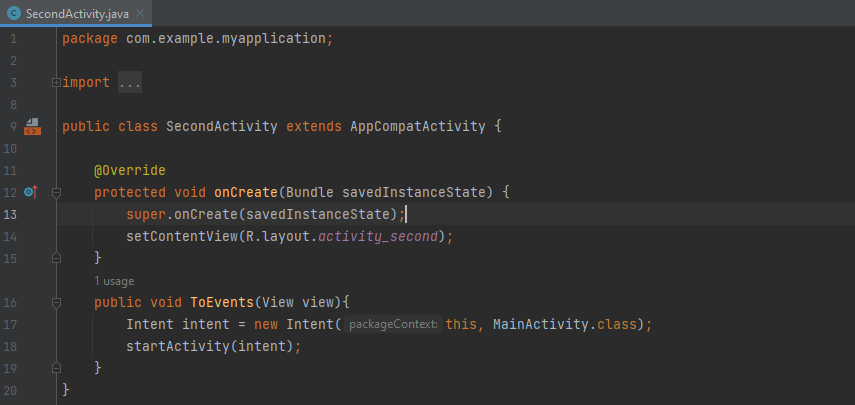 SecondActivity.java
1 package com.example.myapplication;
2
3 import ...
8
9 public class SecondActivity extends AppCompatActivity {
10
11 @Override
12 protected void onCreate(Bundle savedInstanceState) {
13 super.onCreate(savedInstanceState);
14 setContentView(R.layout.activity_second);
15 }
1 usage
16 public void ToEvents(View view){
17 Intent intent = new Intent( packageContext: this, MainActivity.class);
18 startActivity(intent);
19 }
20 }